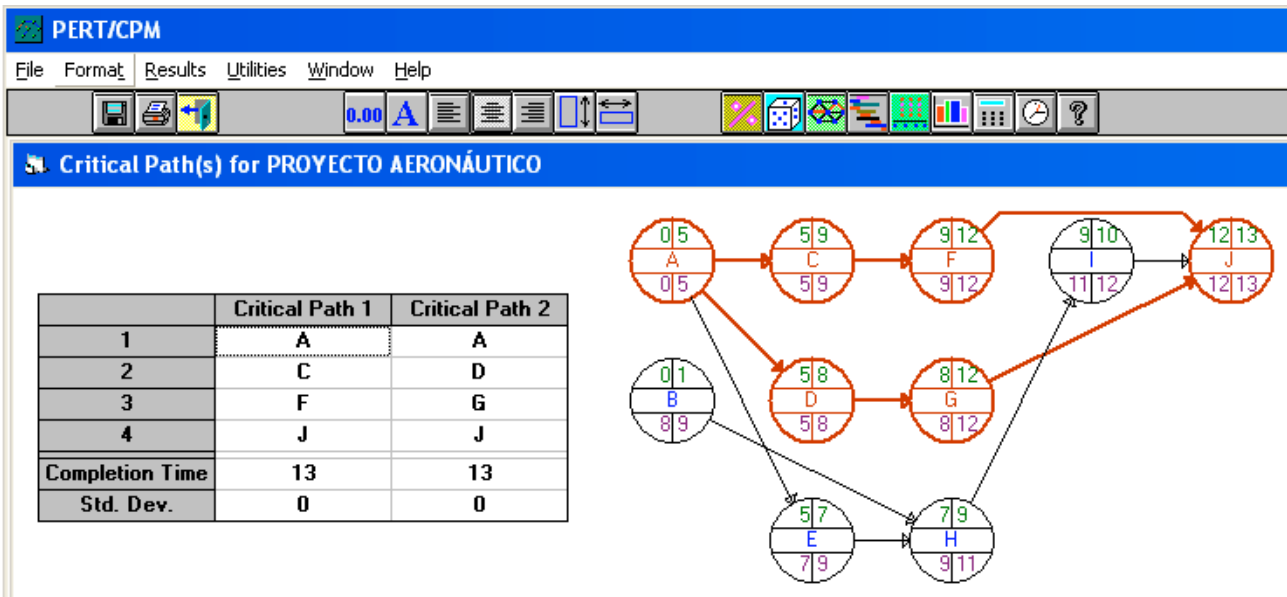 PERT/CPM
File Format Results Utilities Window Help
0.00 A % ?
Critical Path(s) for PROYECTO AERONÁUTICO
Critical Path 1 Critical Path 2
1 A A
2 C D
3 F G
4 J J
Completion Time 13 13
Std. Dev. 0 0
0 5
A
0 5
5 9
C
5 9
9 12
F
9 12
9 10
I
11 12
12 13
J
12 13
0 1
B
8 9
5 8
D
5 8
8 12
G
8 12
5 7
E
7 9
7 9
H
9 11